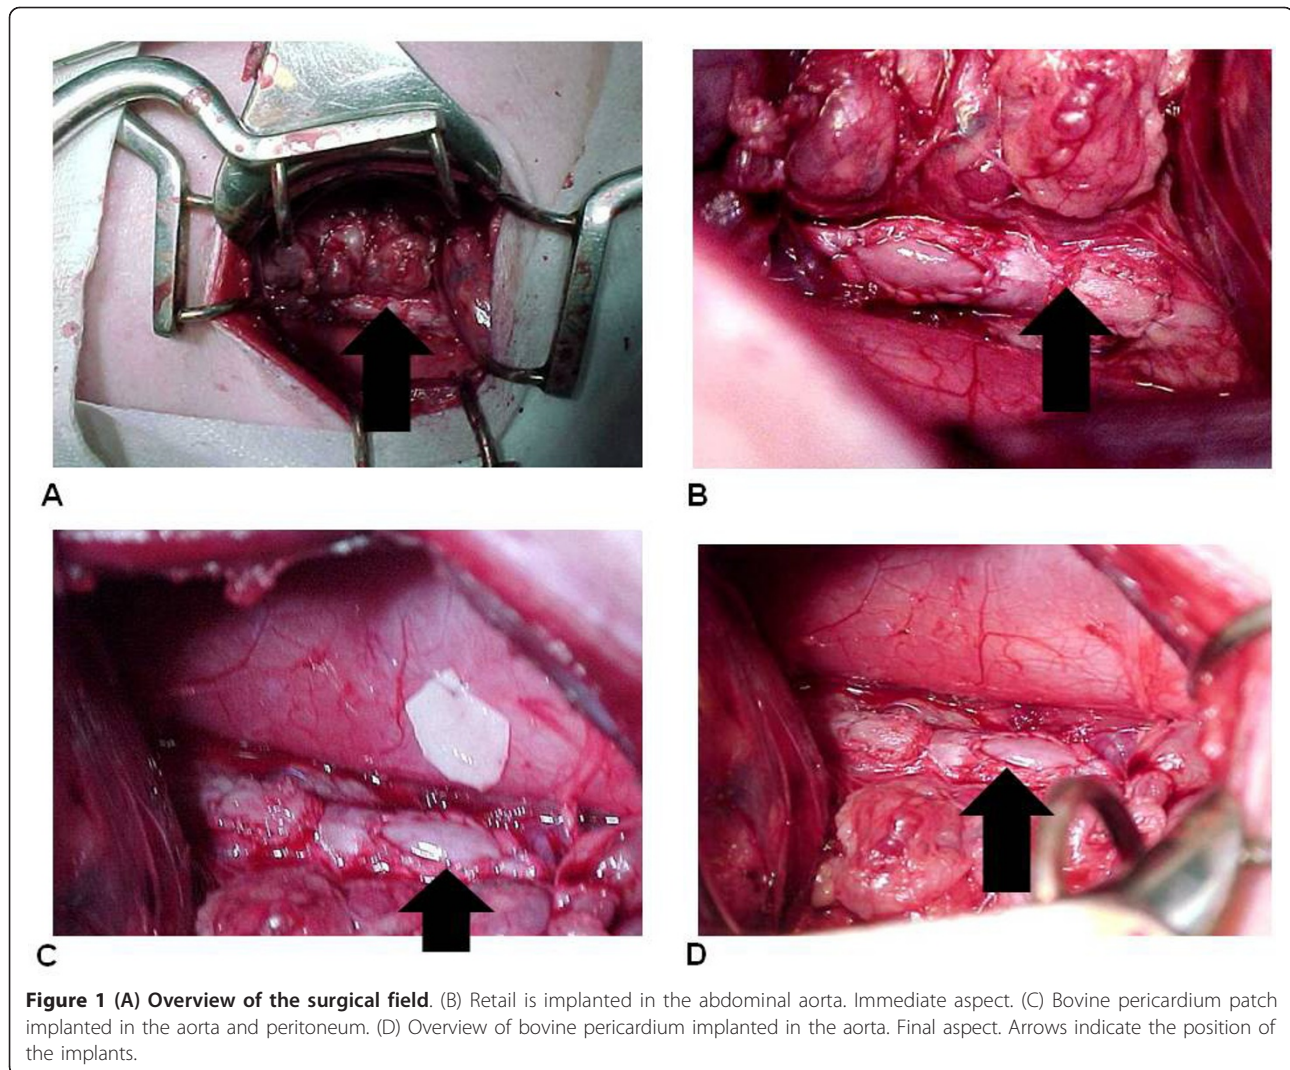 A
B
C
D
Figure 1 (A) Overview of the surgical field. (B) Retail is implanted in the abdominal aorta. Immediate aspect. (C) Bovine pericardium patch
implanted in the aorta and peritoneum. (D) Overview of bovine pericardium implanted in the aorta. Final aspect. Arrows indicate the position of
the implants.